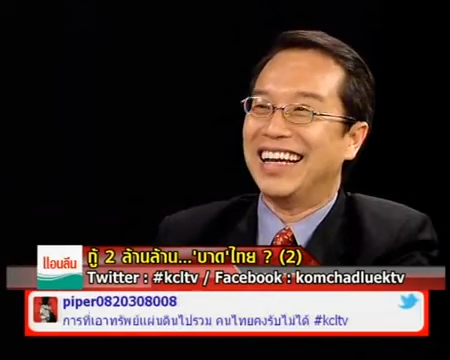 แอนลีน
กู้ 2 ล้านล้าน...'บาด'ไทย ? (2)
Twitter : #kcltv / Facebook : komchadluektv
piper0820308008
การที่เอาทรัพย์แผ่นดินไปรวม คนไทยคงรับไม่ได้ #kcltv